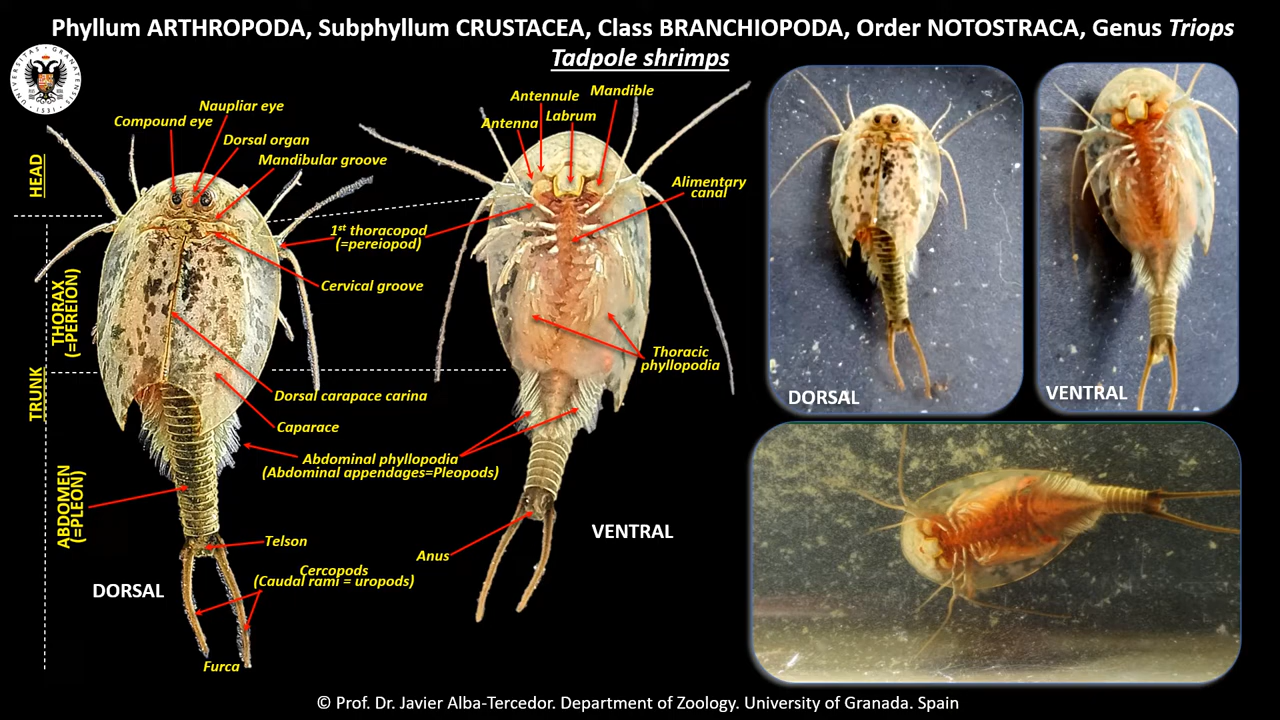 Phyllum ARTHROPODA, Subphyllum CRUSTACEA, Class BRANCHIOPODA, Order NOTOSTRACA, Genus Triops
Tadpole shrimps
HEAD
THORAX
(=PEREION)
TRUNK
ABDOMEN
(=PLEON)
Compound eye
Naupliar eye
Dorsal organ
Mandibular groove
1st thoracopod
(=pereiopod)
Cervical groove
Dorsal carapace carina
Caparace
Abdominal phyllopodia
(Abdominal appendages=Pleopods)
Telson
Cercopods
(Caudal rami = uropods)
Furca
DORSAL
Antenna
Antennule
Labrum
Mandible
Alimentary
canal
Thoracic
phyllopodia
Anus
VENTRAL
DORSAL
VENTRAL
© Prof. Dr. Javier Alba-Tercedor. Department of Zoology. University of Granada. Spain